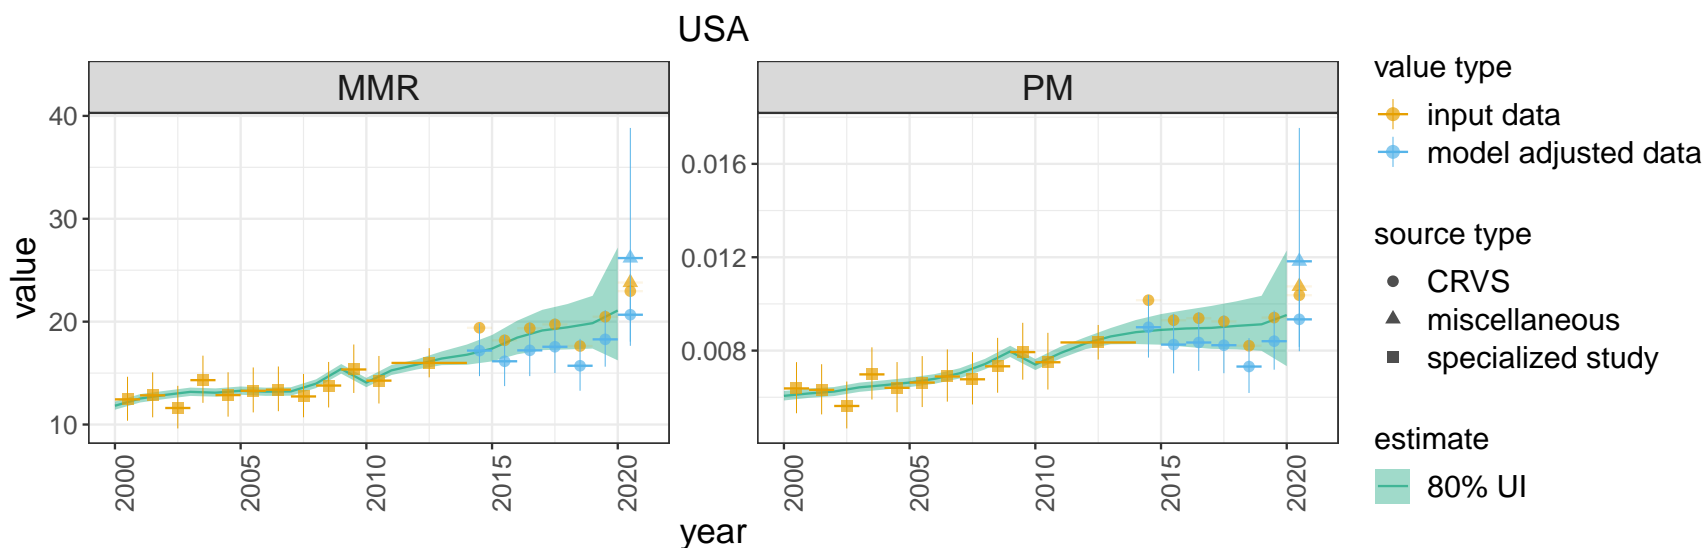 USA
MMR
PM
value
40
30
20
10
2000
2005
2010
2015
2020
0.016
0.012
0.008
2000
2005
2010
2015
2020
year
value type
input data
model adjusted data
source type
CRVS
miscellaneous
specialized study
estimate
80% UI